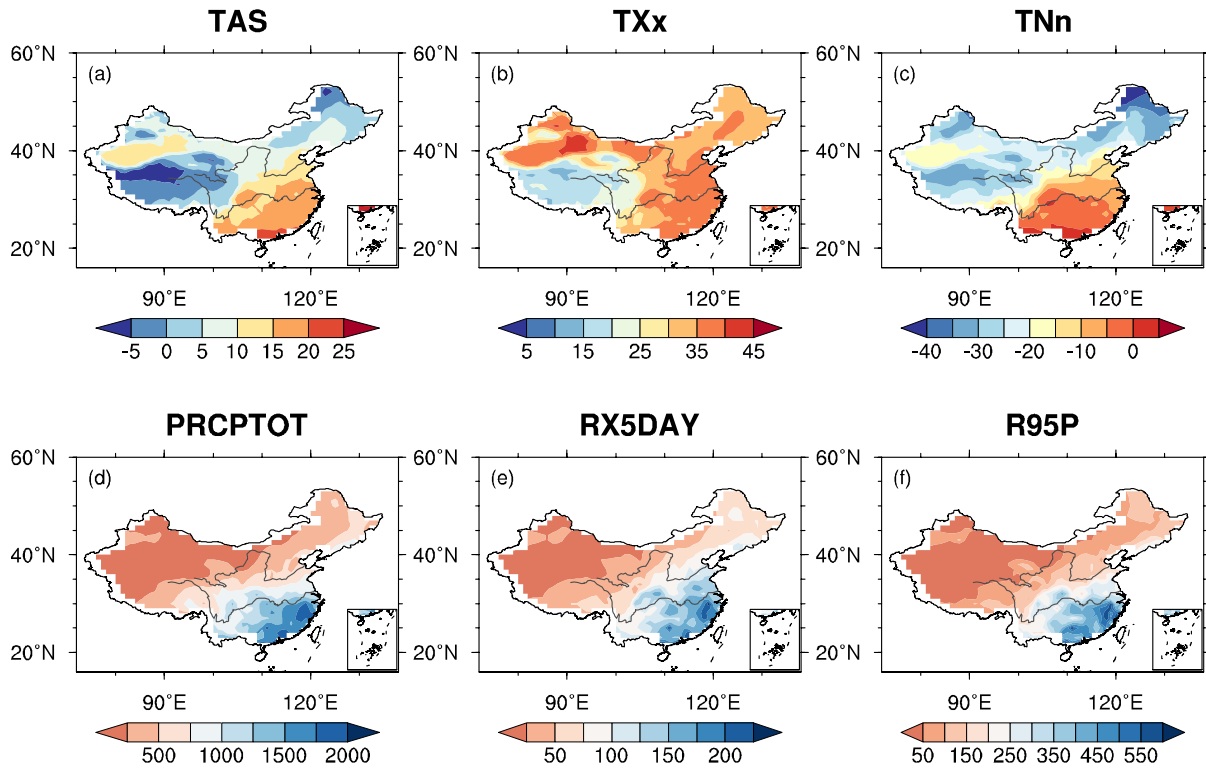 TAS TXx TNn
60˚N 60˚N
(a) (b) (c)
40˚N 40˚N 40˚N
20˚N 20˚N 20˚N
90˚E 120˚E 90˚E 120˚E 90˚E 120˚E
-5 0 5 10 15 20 25 5 15 25 35 45 -40 -30 -20 -10 0
PRCPTOT RX5DAY R95P
60˚N 60˚N 60˚N
(d) (e) (f)
40˚N 40˚N 40˚N
20˚N 20˚N 20˚N
90˚E 120˚E 90˚E 120˚E 90˚E 120˚E
500 1000 1500 2000 50 100 150 200 50 150 250 350 450 550